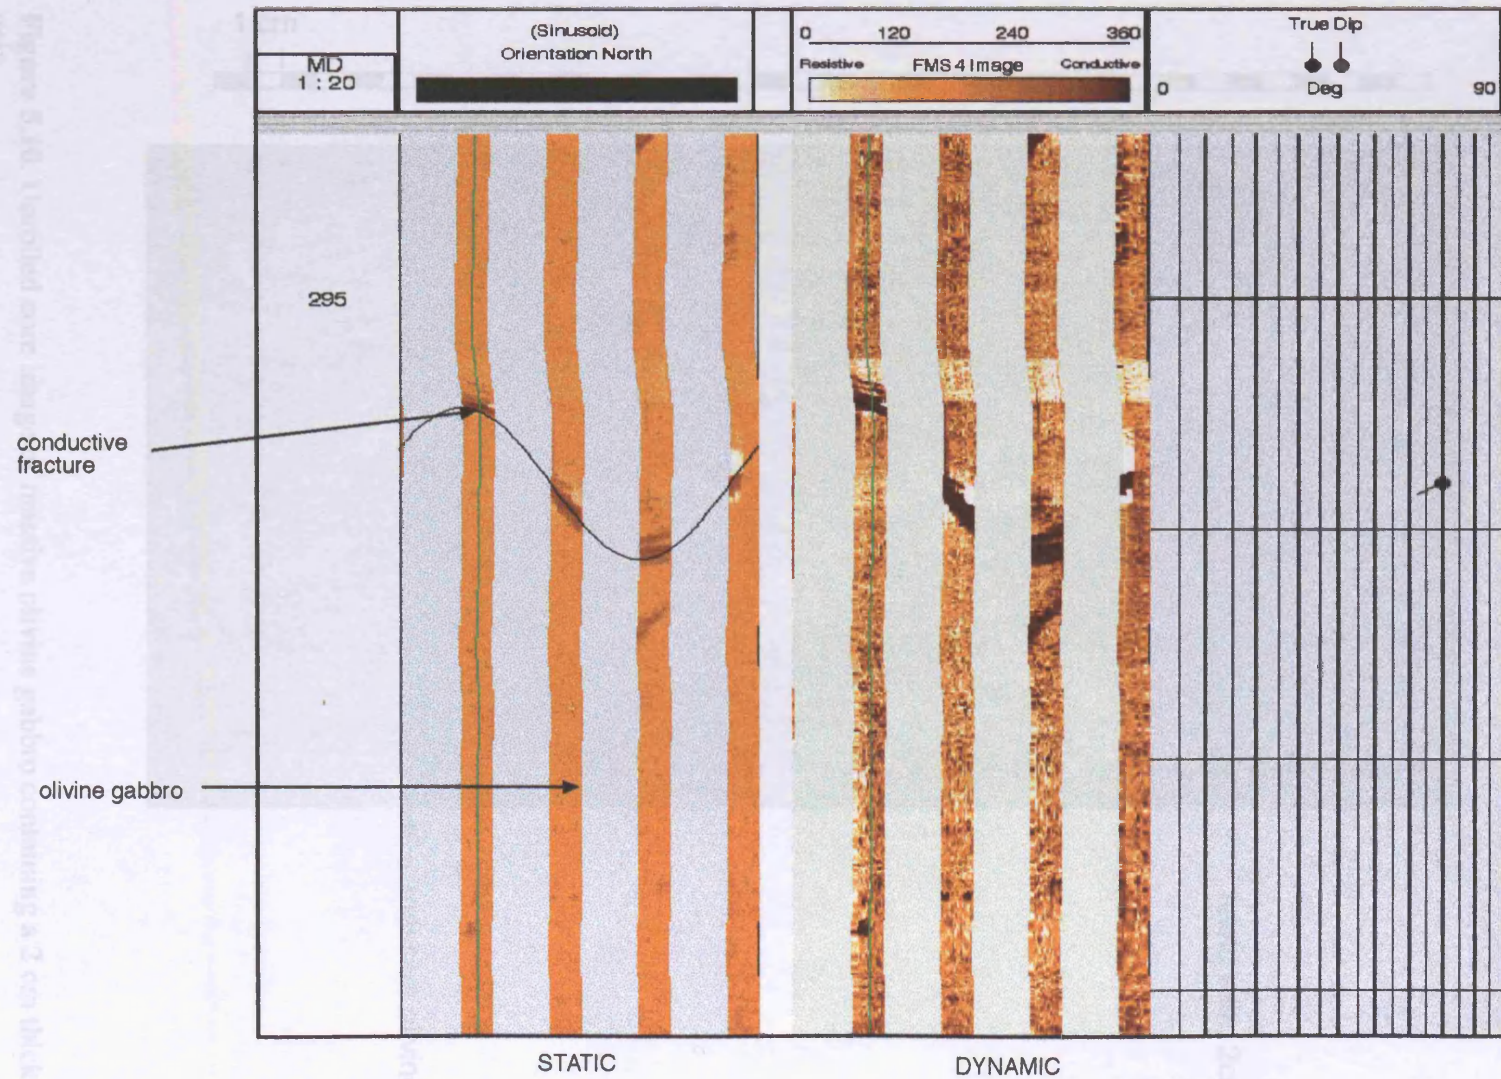 (Sinusoid)
Orientation North
MD
1 : 20
0 120 240 360
Resistive FMS 4 Image Conductive
True Dip
0 Deg 90
295
conductive
fracture
olivine gabbro
STATIC
DYNAMIC